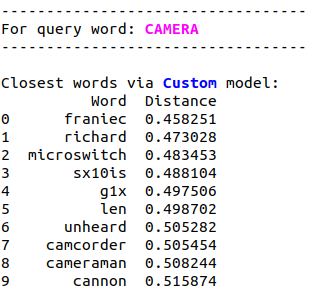 ----------------------------------
For query word: CAMERA
----------------------------------
Closest words via Custom model:
Word Distance
0 franiec 0.458251
1 richard 0.473028
2 microswitch 0.483453
3 sx10is 0.488104
4 g1x 0.497506
5 len 0.498702
6 unheard 0.505282
7 camcorder 0.505454
8 cameraman 0.508244
9 cannon 0.515874